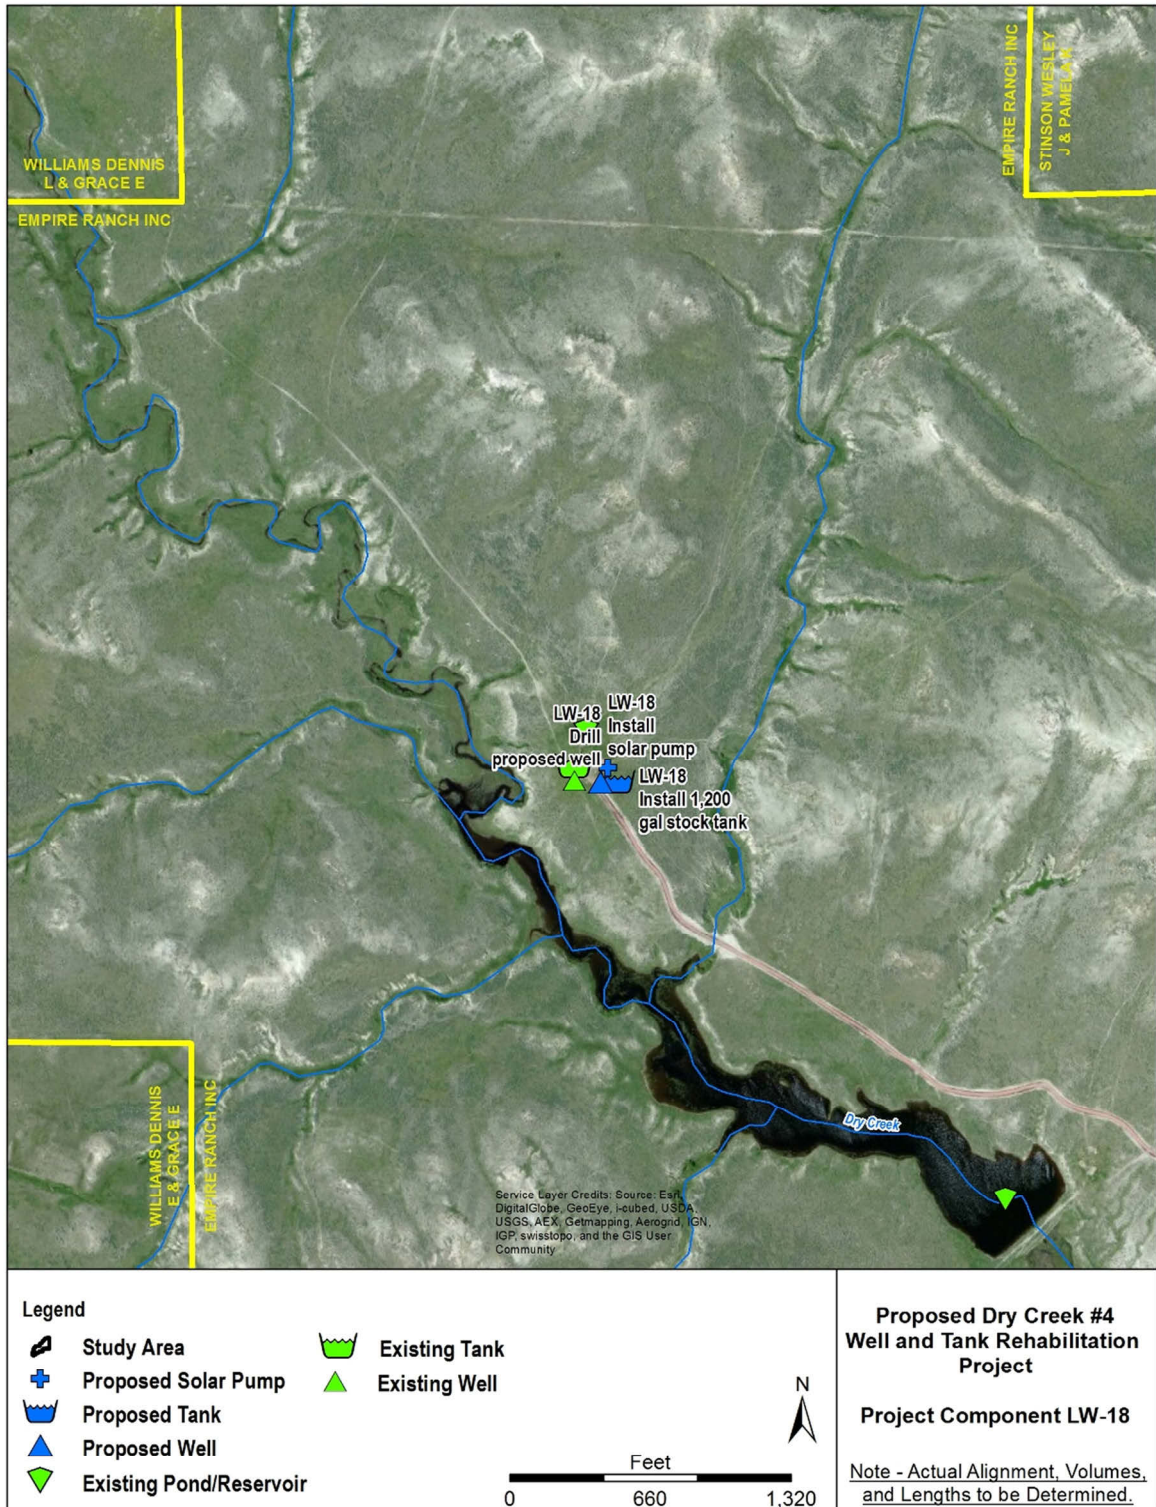 WILLIAMS DENNIS
L & GRACE E
EMPIRE RANCH INC
EMPIRE RANCH INC
STINSON WESLEY
J & PAMELA K
LW-18
Drill
proposed well
LW-18
Install
solar pump
LW-18
Install 1,200
gal stock tank
WILLIAMS DENNIS
E & GRACE E
EMPIRE RANCH INC
Dry Creek
Service Layer Credits: Source: Esri,
DigitalGlobe, GeoEye, i-cubed, USDA,
USGS, AEX, Getmapping, Aerogrid, IGN,
IGP, swisstopo, and the GIS User
Community
Legend
Study Area
Proposed Solar Pump
Proposed Tank
Proposed Well
Existing Pond/Reservoir
Existing Tank
Existing Well
N
Feet
0 660 1,320
Proposed Dry Creek #4
Well and Tank Rehabilitation
Project
Project Component LW-18
Note - Actual Alignment, Volumes,
and Lengths to be Determined.